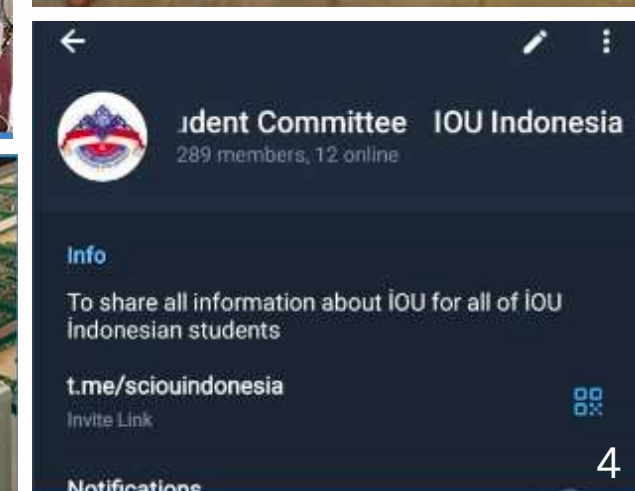 ıdent Committee IOU Indonesia
289 members, 12 online
Info
To share all information about İOU for all of İOU
İndonesian students
t.me/sciouindonesia
Invite Link
Notifications
4